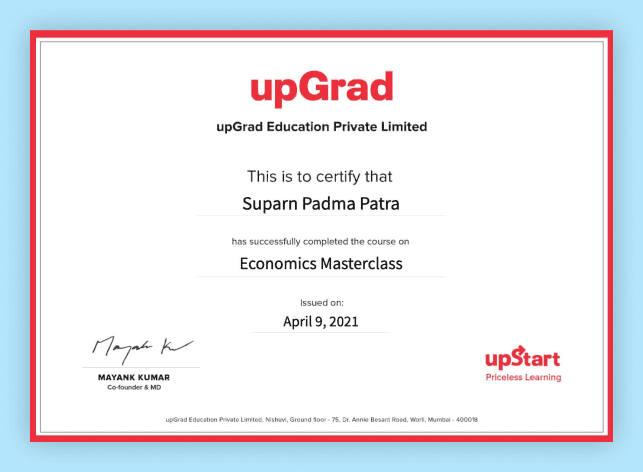 upGrad
upGrad Education Private Limited
This is to certify that
Suparn Padma Patra
has successfully completed the course on
Economics Masterclass
Issued on:
April 9, 2021
Mayank K
MAYANK KUMAR
Co-founder & MD
upStart
Priceless Learning
upGrad Education Private Limited, Nishuvi, Ground floor - 75, Dr. Annie Besant Road, Worli, Mumbai - 400018